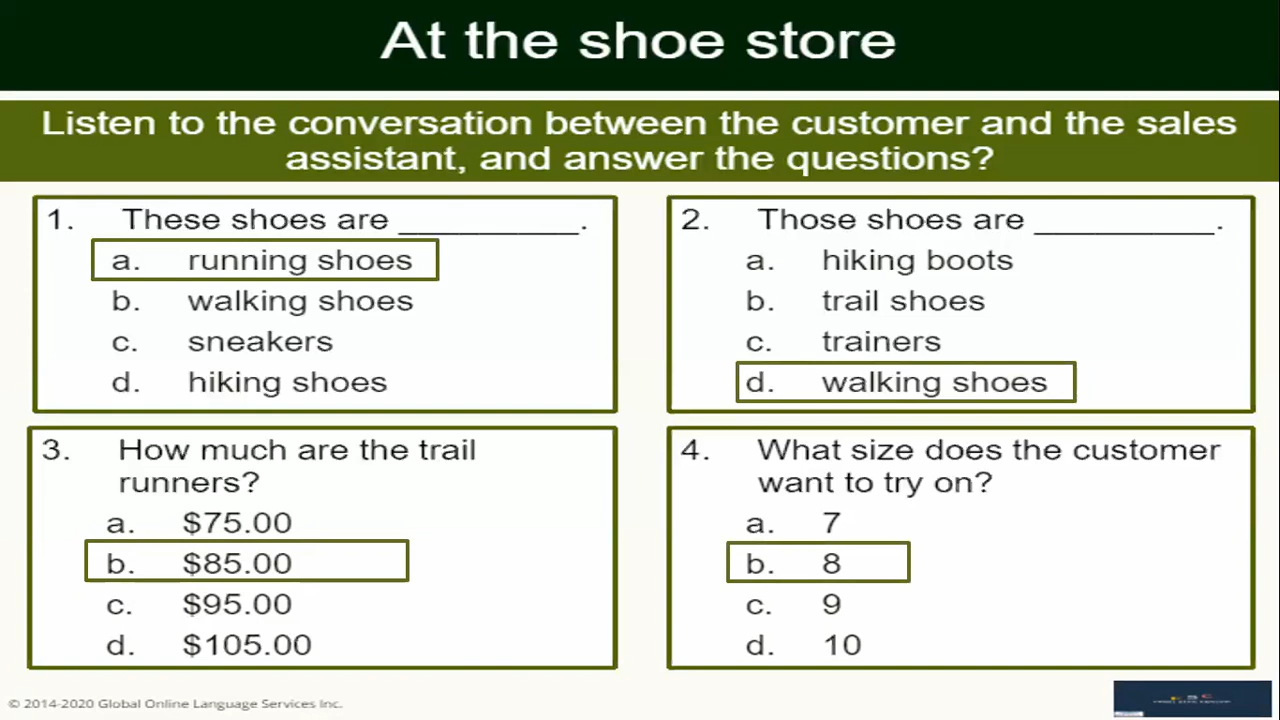 At the shoe store
Listen to the conversation between the customer and the sales
assistant, and answer the questions?
1. These shoes are __________.
a. running shoes
b. walking shoes
c. sneakers
d. hiking shoes
2. Those shoes are __________.
a. hiking boots
b. trail shoes
c. trainers
d. walking shoes
3. How much are the trail
runners?
a. $75.00
b. $85.00
c. $95.00
d. $105.00
4. What size does the customer
want to try on?
a. 7
b. 8
c. 9
d. 10
© 2014-2020 Global Online Language Services Inc.